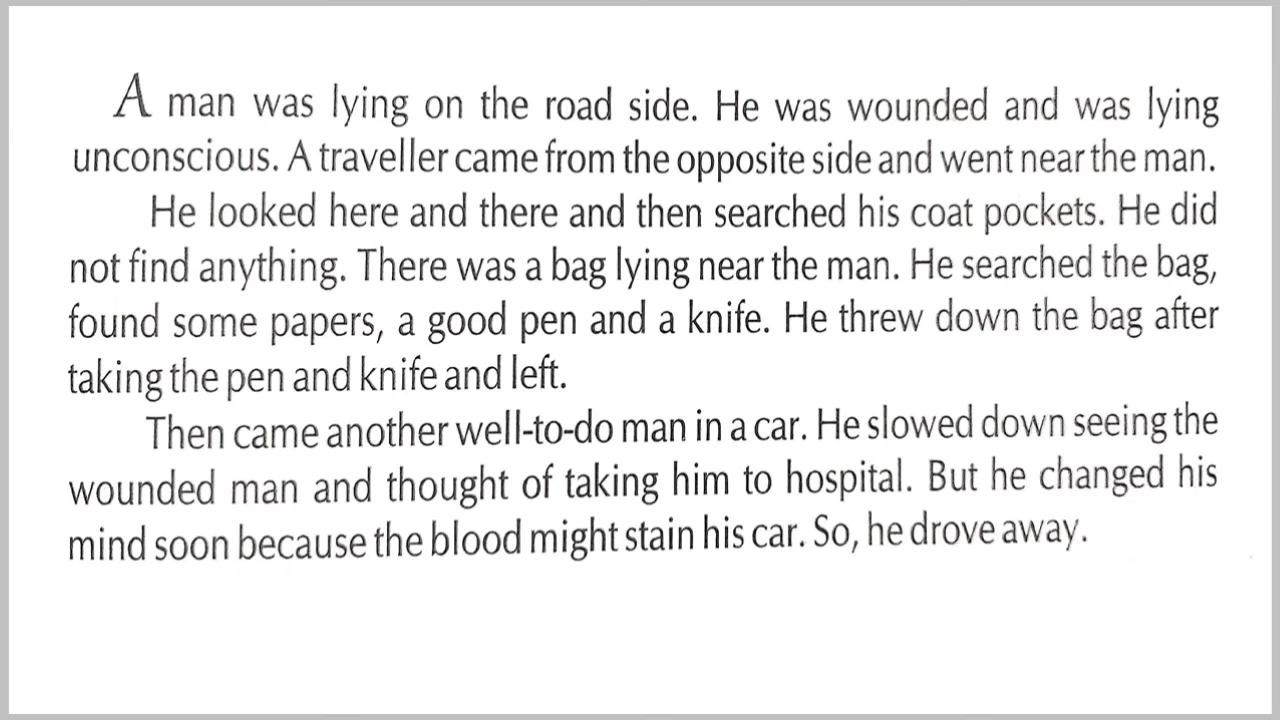 A man was lying on the road side. He was wounded and was lying
unconscious. A traveller came from the opposite side and went near the man.
He looked here and there and then searched his coat pockets. He did
not find anything. There was a bag lying near the man. He searched the bag,
found some papers, a good pen and a knife. He threw down the bag after
taking the pen and knife and left.
Then came another well-to-do man in a car. He slowed down seeing the
wounded man and thought of taking him to hospital. But he changed his
mind soon because the blood might stain his car. So, he drove away.